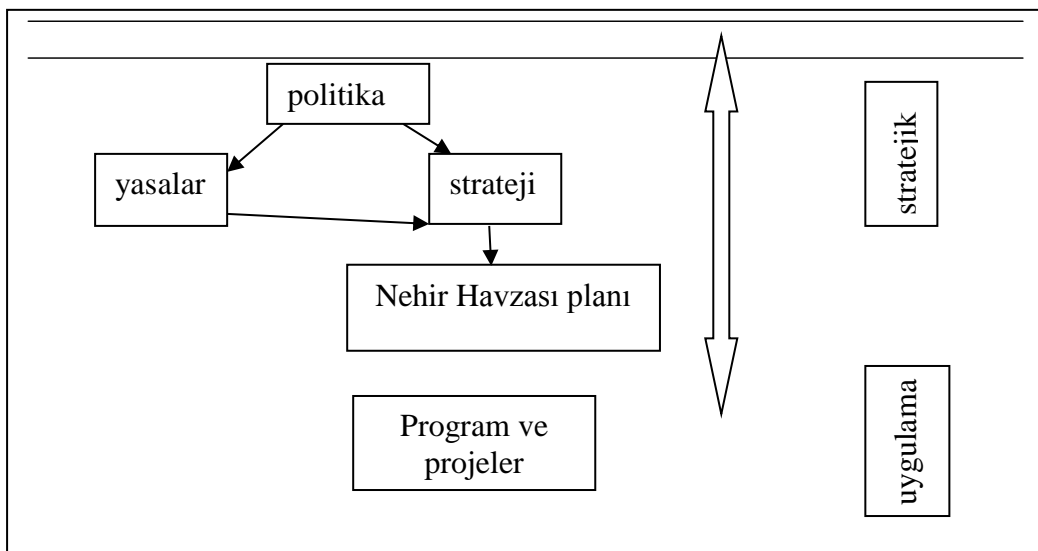 politika
yasalar
strateji
stratejik
Nehir Havzası planı
Program ve
projeler
uygulama